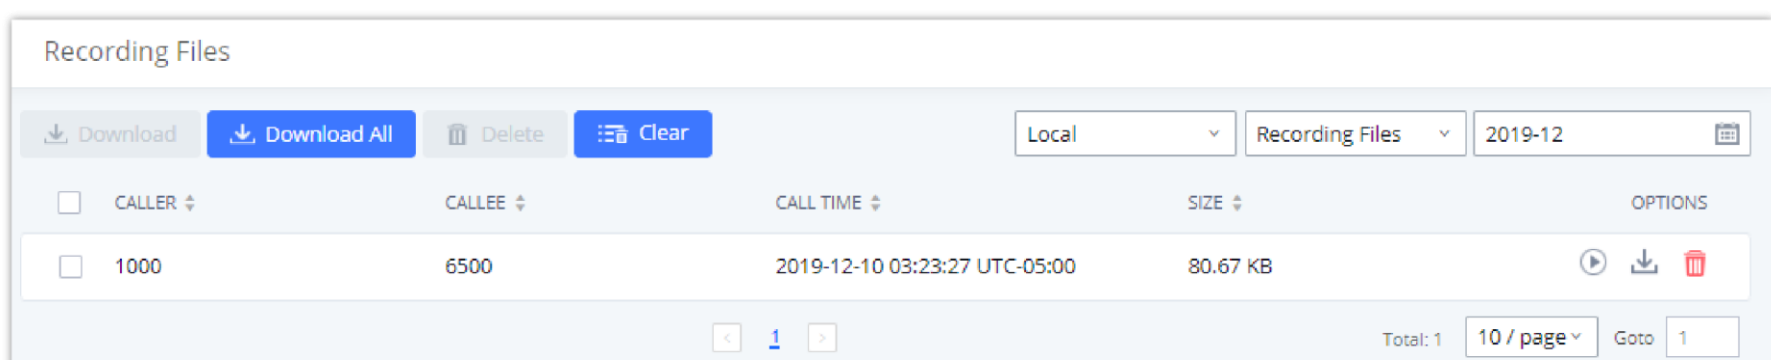 Recording Files
Download Download All Delete Clear Local Recording Files 2019-12
CALLER CALLEE CALL TIME SIZE OPTIONS
1000 6500 2019-12-10 03:23:27 UTC-05:00 80.67 KB
< 1 > Total: 1 10 / page Goto 1